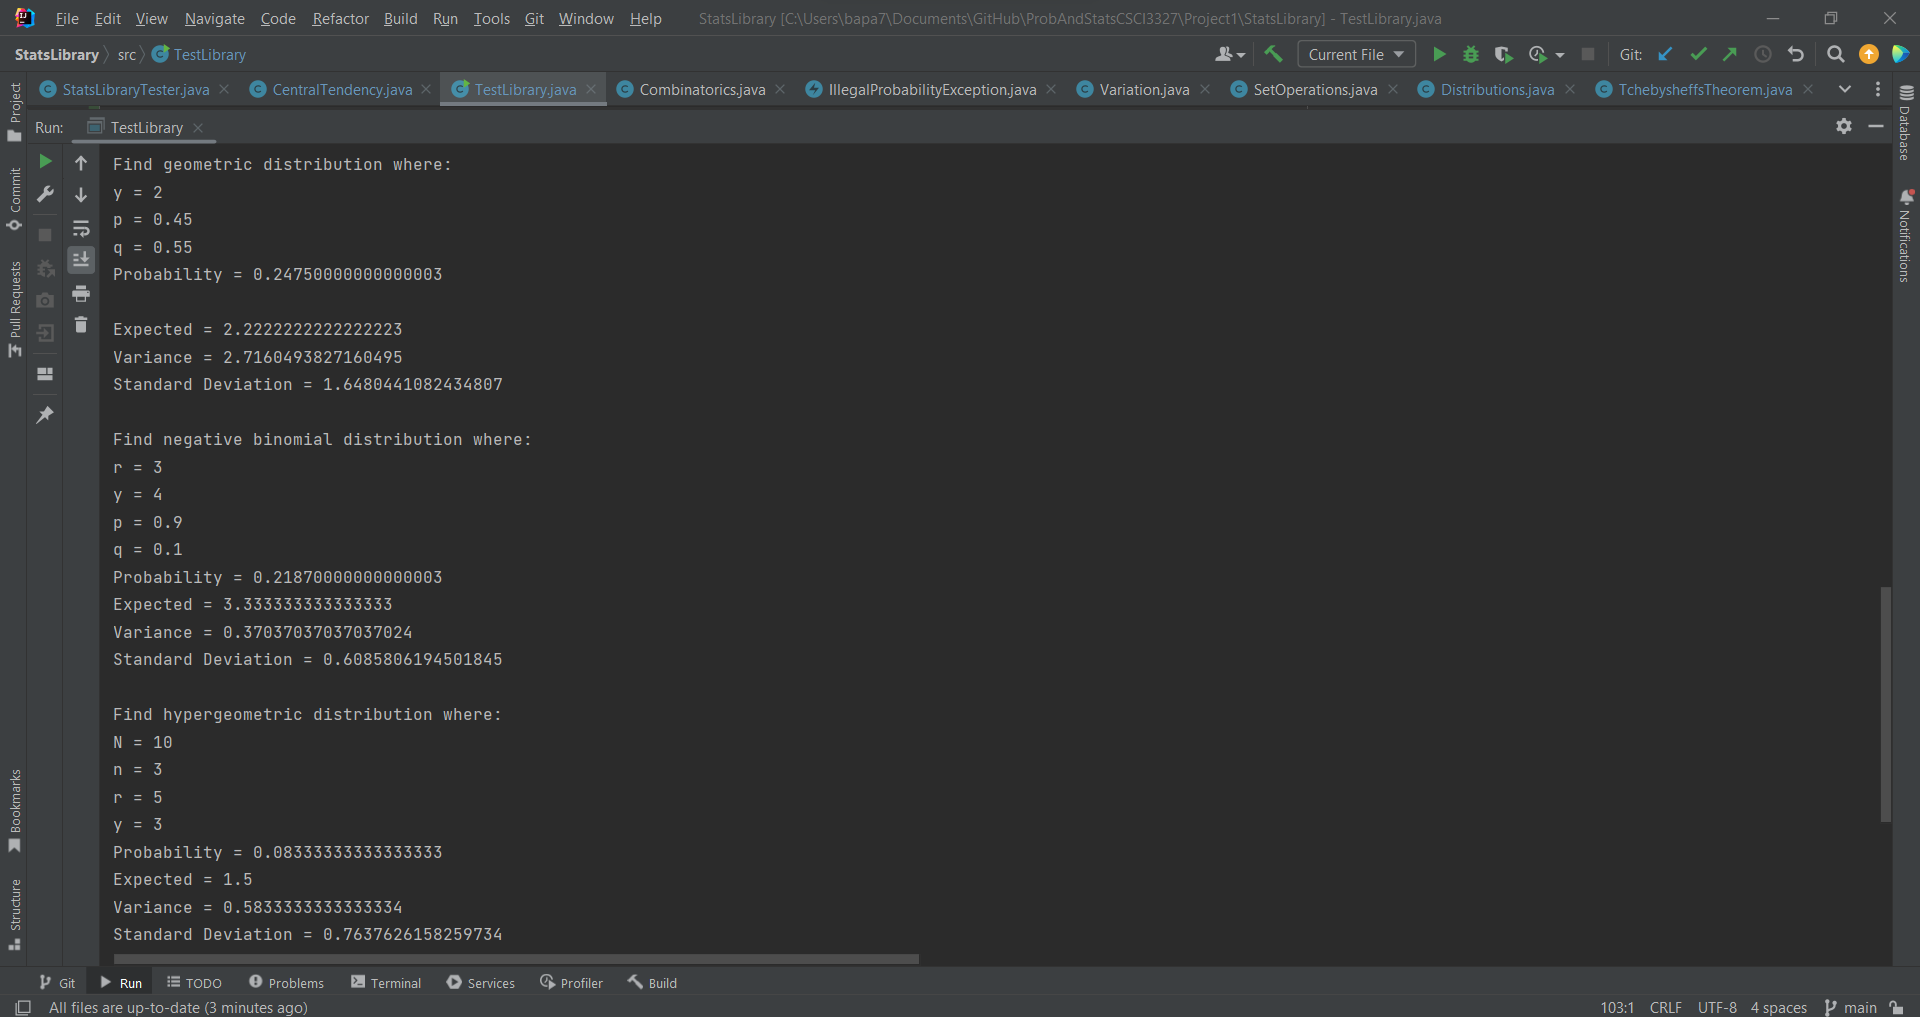 File Edit View Navigate Code Refactor Build Run Tools Git Window Help StatsLibrary [C:\Users\bapa7\Documents\GitHub\ProbAndStatsCSCI3327\Project1\StatsLibrary] - TestLibrary.java
StatsLibrary src TestLibrary Current File Git:
StatsLibraryTester.java CentralTendency.java TestLibrary.java Combinatorics.java IllegalProbabilityException.java Variation.java SetOperations.java Distributions.java TchebysheffsTheorem.java
Run: TestLibrary
Project
Commit
Pull Requests
Bookmarks
Structure
Find geometric distribution where:
y = 2
p = 0.45
q = 0.55
Probability = 0.24750000000000003
Expected = 2.2222222222222223
Variance = 2.7160493827160495
Standard Deviation = 1.6480441082434807
Find negative binomial distribution where:
r = 3
y = 4
p = 0.9
q = 0.1
Probability = 0.21870000000000003
Expected = 3.333333333333333
Variance = 0.37037037037037024
Standard Deviation = 0.6085806194501845
Find hypergeometric distribution where:
N = 10
n = 3
r = 5
y = 3
Probability = 0.08333333333333333
Expected = 1.5
Variance = 0.5833333333333334
Standard Deviation = 0.7637626158259734
Database
Notifications
Git Run TODO Problems Terminal Services Profiler Build
All files are up-to-date (3 minutes ago) 103:1 CRLF UTF-8 4 spaces main